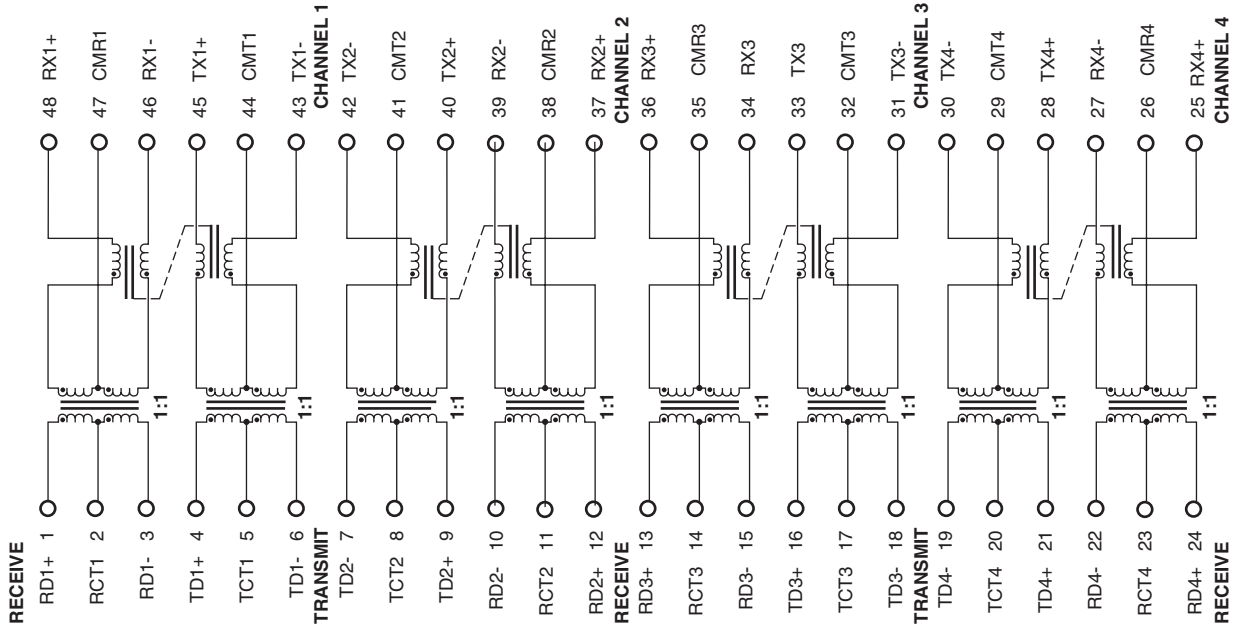 RECEIVE
RD1+ 1 48 RX1+
RCT1 2 47 CMR1
RD1- 3 46 RX1-
1:1
TD1+ 4 45 TX1+
TCT1 5 44 CMT1
TD1- 6 43 TX1-
1:1
TRANSMIT CHANNEL 1
TD2- 7 42 TX2-
TCT2 8 41 CMT2
TD2+ 9 40 TX2+
1:1
RD2- 10 39 RX2-
RCT2 11 38 CMR2
RD2+ 12 37 RX2+
1:1
RECEIVE CHANNEL 2
RD3+ 13 36 RX3+
RCT3 14 35 CMR3
RD3- 15 34 RX3
1:1
TD3+ 16 33 TX3
TCT3 17 32 CMT3
TD3- 18 31 TX3-
1:1
TRANSMIT CHANNEL 3
TD4- 19 30 TX4-
TCT4 20 29 CMT4
TD4+ 21 28 TX4+
1:1
RD4- 22 27 RX4-
RCT4 23 26 CMR4
RD4+ 24 25 RX4+
1:1
RECEIVE CHANNEL 4